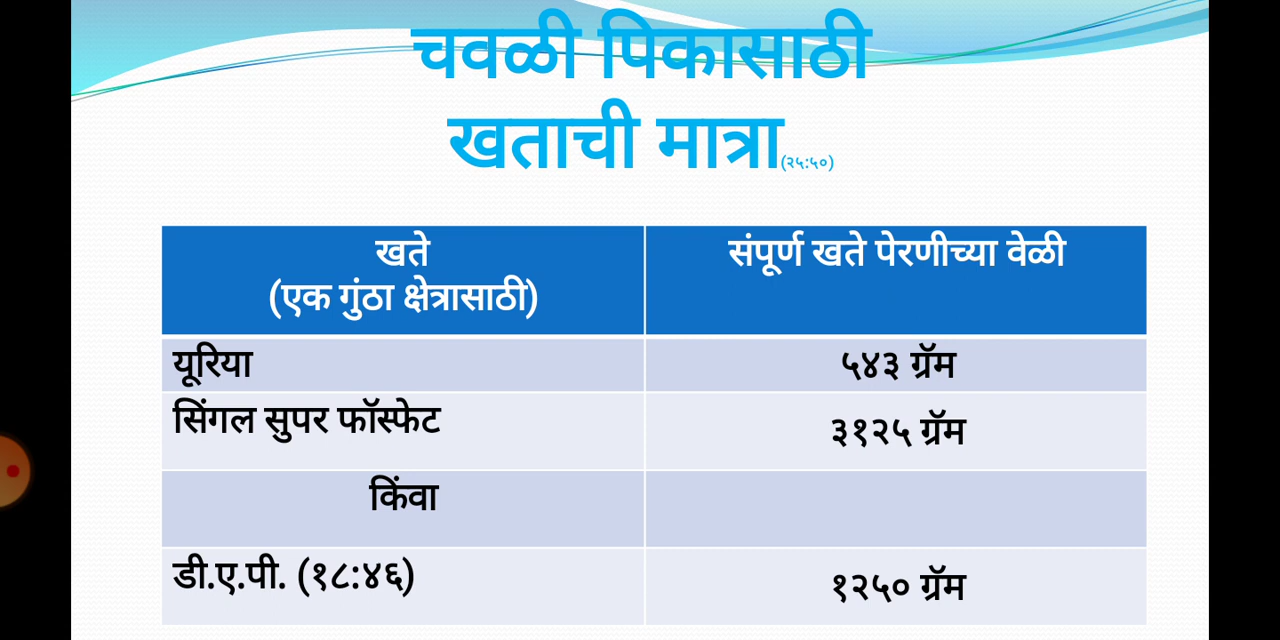 चवळी पिकासाठी
खताची मात्रा(२५:५०)
खते
(एक गुंठा क्षेत्रासाठी)
संपूर्ण खते पेरणीच्या वेळी
यूरिया
५४३ ग्रॅम
सिंगल सुपर फॉस्फेट
३१२५ ग्रॅम
किंवा
डी.ए.पी. (१८:४६)
१२५० ग्रॅम